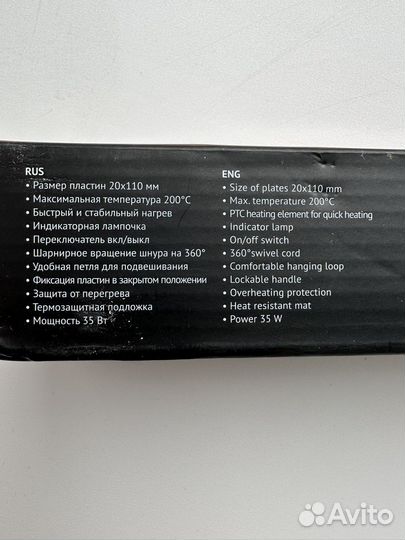 RUS
• Размер пластин 20х110 мм
• Максимальная температура 200°С
• Быстрый и стабильный нагрев
• Индикаторная лампочка
• Переключатель вкл/выкл
• Шарнирное вращение шнура на 360°
• Удобная петля для подвешивания
• Фиксация пластин в закрытом положении
• Защита от перегрева
• Термозащитная подложка
• Мощность 35 Вт
ENG
• Size of plates 20x110 mm
• Max. temperature 200°C
• PTC heating element for quick heating
• Indicator lamp
• On/off switch
• 360°swivel cord
• Comfortable hanging loop
• Lockable handle
• Overheating protection
• Heat resistant mat
• Power 35 W
Avito